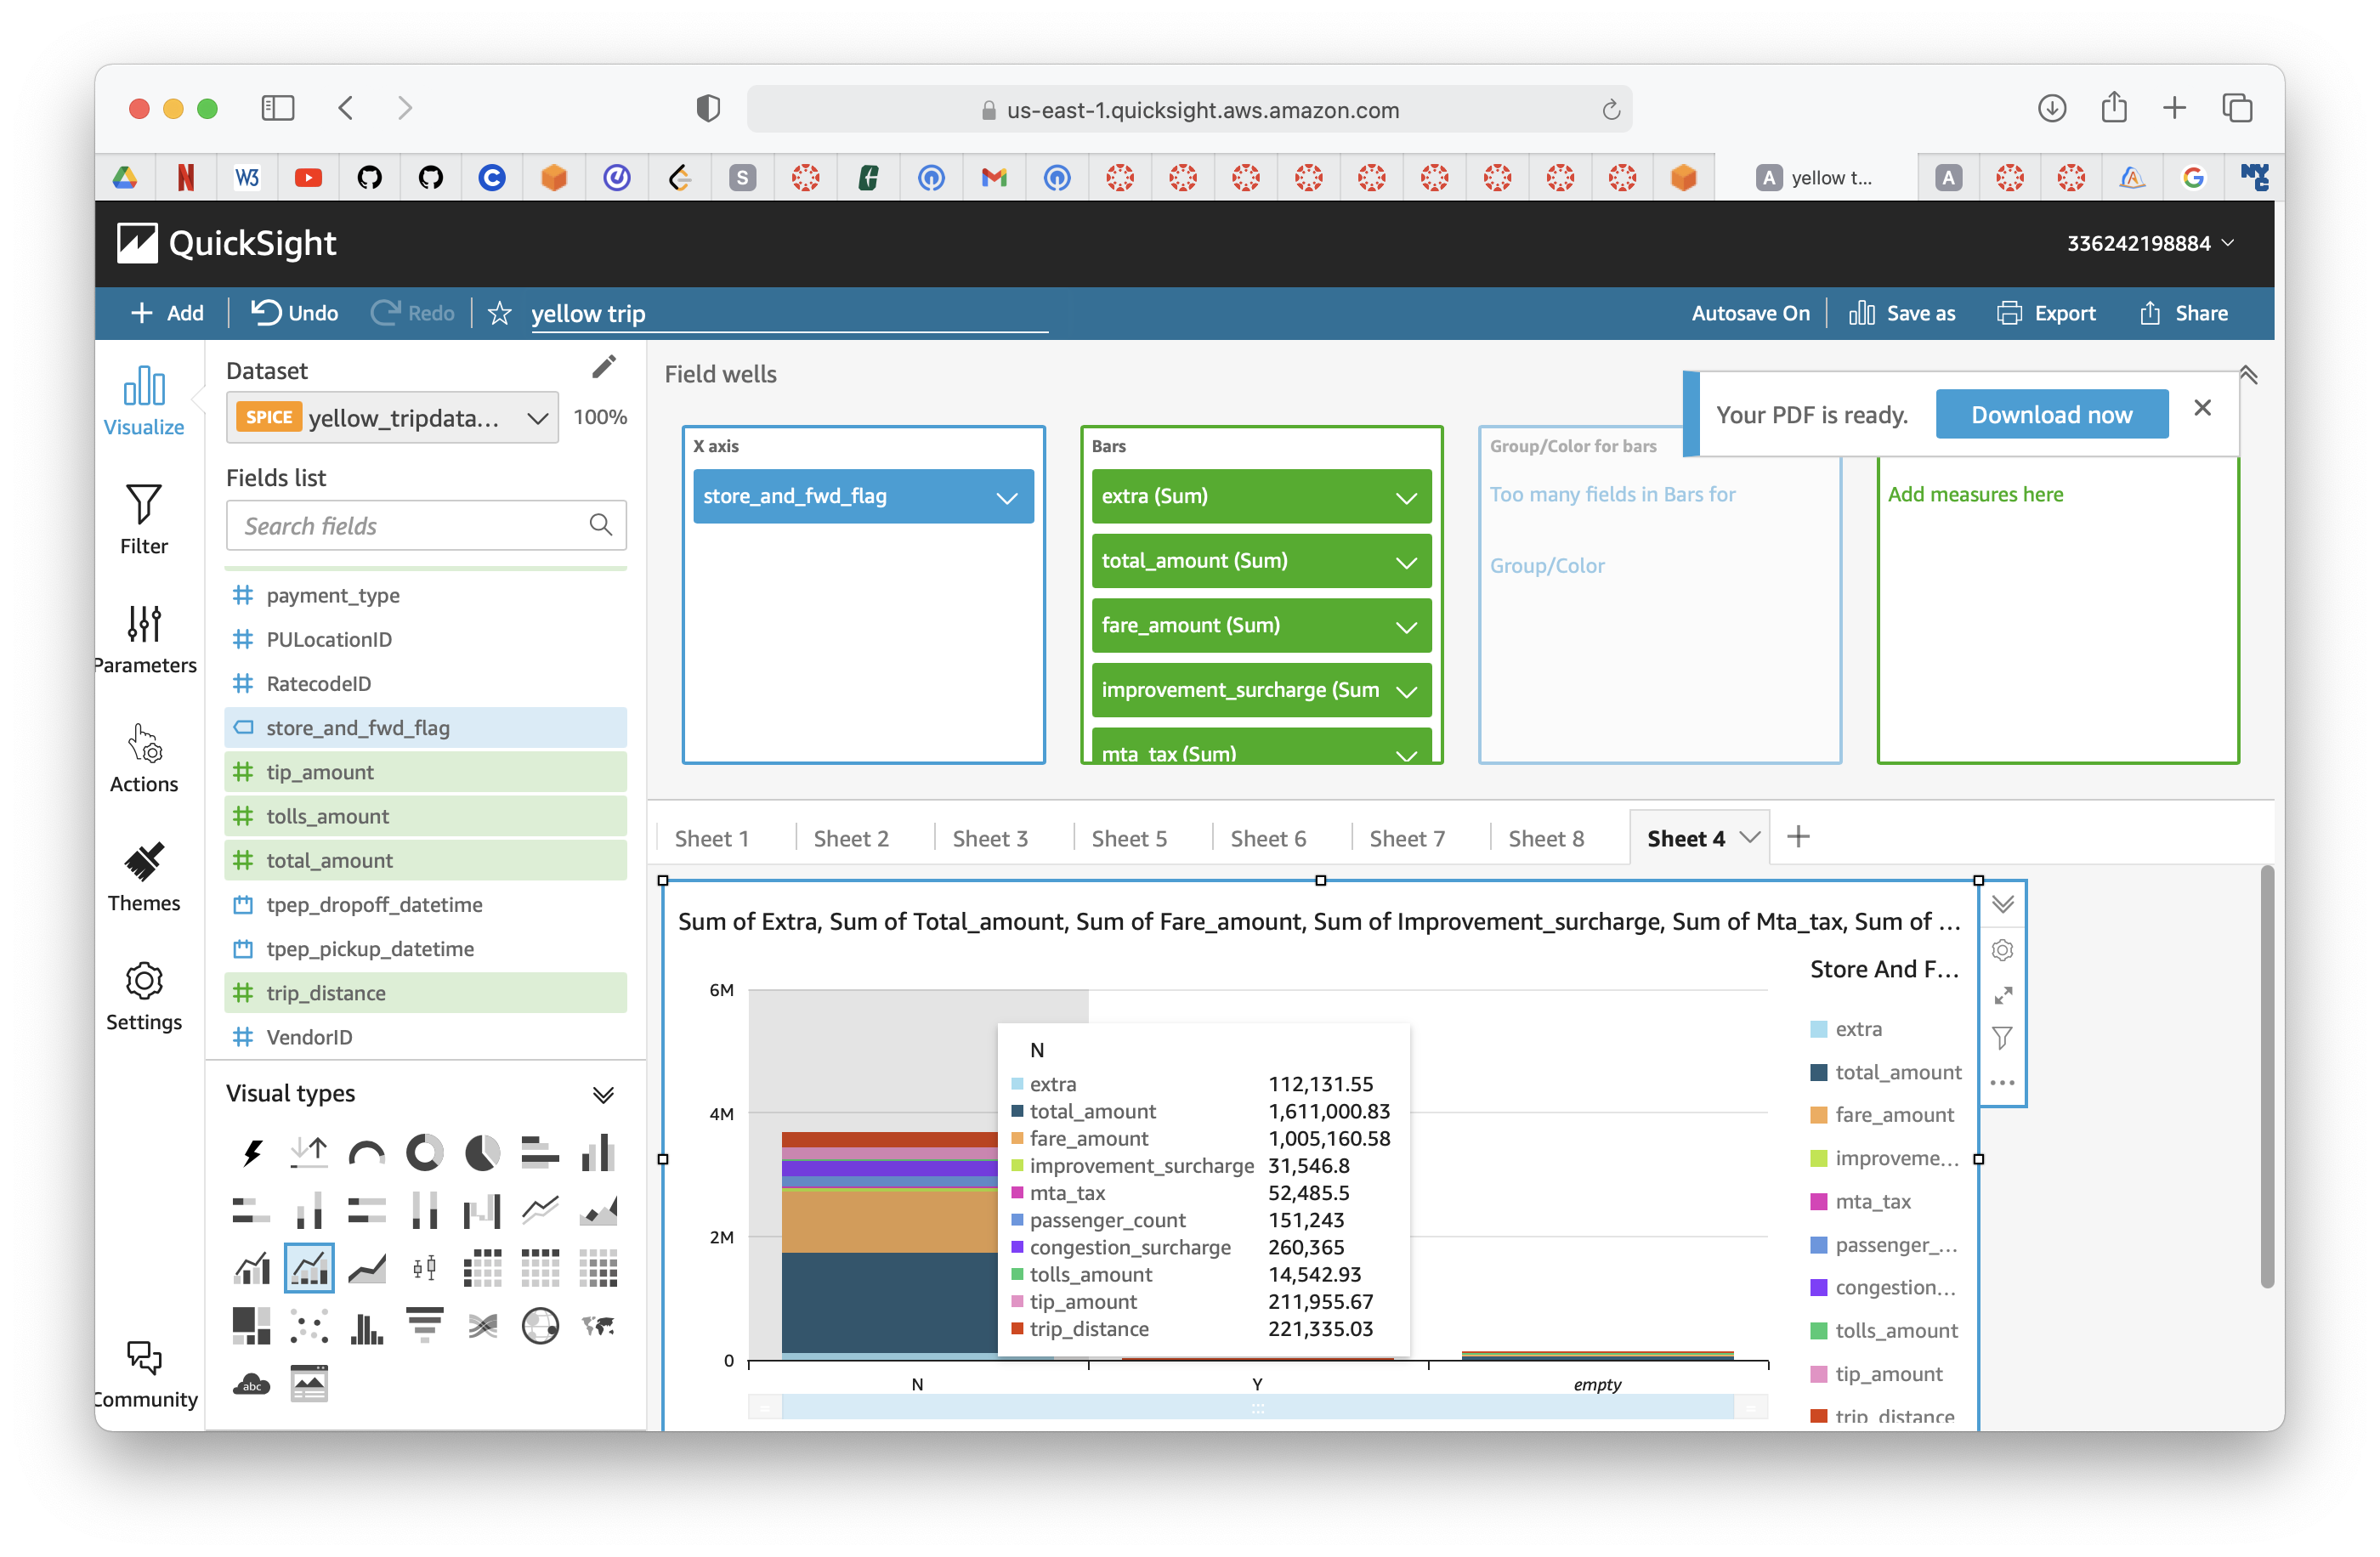 us-east-1.quicksight.aws.amazon.com
W3
S
A
yellow t...
A
NYC
QuickSight
336242198884
Add
Undo
Redo
yellow trip
Autosave On
Save as
Export
Share
Visualize
Filter
Parameters
Actions
Themes
Settings
Community
Dataset
SPICE
yellow_tripdata...
100%
Fields list
Search fields
payment_type
PULocationID
RatecodeID
store_and_fwd_flag
tip_amount
tolls_amount
total_amount
tpep_dropoff_datetime
tpep_pickup_datetime
trip_distance
VendorID
Visual types
abc
Field wells
Your PDF is ready.
Download now
X axis
store_and_fwd_flag
Bars
extra (Sum)
total_amount (Sum)
fare_amount (Sum)
improvement_surcharge (Sum
mta_tax (Sum)
Group/Color for bars
Too many fields in Bars for
Group/Color
Add measures here
Sheet 1
Sheet 2
Sheet 3
Sheet 5
Sheet 6
Sheet 7
Sheet 8
Sheet 4
Sum of Extra, Sum of Total_amount, Sum of Fare_amount, Sum of Improvement_surcharge, Sum of Mta_tax, Sum of ...
6M
4M
2M
0
N
Y
empty
N
extra 112,131.55
total_amount 1,611,000.83
fare_amount 1,005,160.58
improvement_surcharge 31,546.8
mta_tax 52,485.5
passenger_count 151,243
congestion_surcharge 260,365
tolls_amount 14,542.93
tip_amount 211,955.67
trip_distance 221,335.03
Store And F...
extra
total_amount
fare_amount
improveme...
mta_tax
passenger_...
congestion...
tolls_amount
tip_amount
trip_distance